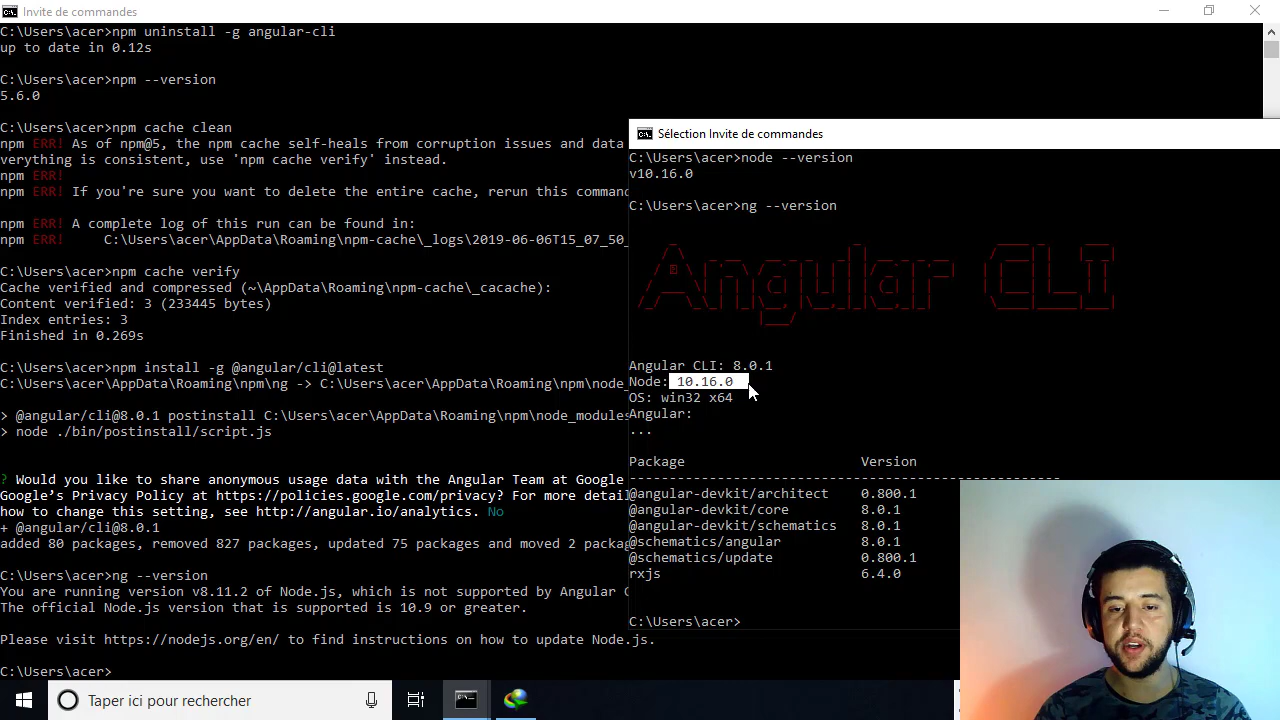 Invite de commandes
C:\Users\acer>npm uninstall -g angular-cli
up to date in 0.12s
C:\Users\acer>npm --version
5.6.0
C:\Users\acer>npm cache clean
npm ERR! As of npm@5, the npm cache self-heals from corruption issues and data
verything is consistent, use 'npm cache verify' instead.
npm ERR!
npm ERR! If you're sure you want to delete the entire cache, rerun this comman
npm ERR! A complete log of this run can be found in:
npm ERR!     C:\Users\acer\AppData\Roaming\npm-cache\_logs\2019-06-06T15_07_50_
C:\Users\acer>npm cache verify
Cache verified and compressed (~\AppData\Roaming\npm-cache\_cacache):
Content verified: 3 (233445 bytes)
Index entries: 3
Finished in 0.269s
C:\Users\acer>npm install -g @angular/cli@latest
C:\Users\acer\AppData\Roaming\npm\ng -> C:\Users\acer\AppData\Roaming\npm\node_
> @angular/cli@8.0.1 postinstall C:\Users\acer\AppData\Roaming\npm\node_modules
> node ./bin/postinstall/script.js
? Would you like to share anonymous usage data with the Angular Team at Google
Google's Privacy Policy at https://policies.google.com/privacy? For more detail
how to change this setting, see http://angular.io/analytics. No
+ @angular/cli@8.0.1
added 80 packages, removed 827 packages, updated 75 packages and moved 2 packag
C:\Users\acer>ng --version
You are running version v8.11.2 of Node.js, which is not supported by Angular C
The official Node.js version that is supported is 10.9 or greater.
Please visit https://nodejs.org/en/ to find instructions on how to update Node.js.
C:\Users\acer>
Sélection Invite de commandes
C:\Users\acer>node --version
v10.16.0
C:\Users\acer>ng --version
Angular CLI
Angular CLI: 8.0.1
Node: 10.16.0
OS: win32 x64
Angular:
...
Package Version
------------------------------------------------------
@angular-devkit/architect 0.800.1
@angular-devkit/core 8.0.1
@angular-devkit/schematics 8.0.1
@schematics/angular 8.0.1
@schematics/update 0.800.1
rxjs 6.4.0
C:\Users\acer>
Taper ici pour rechercher